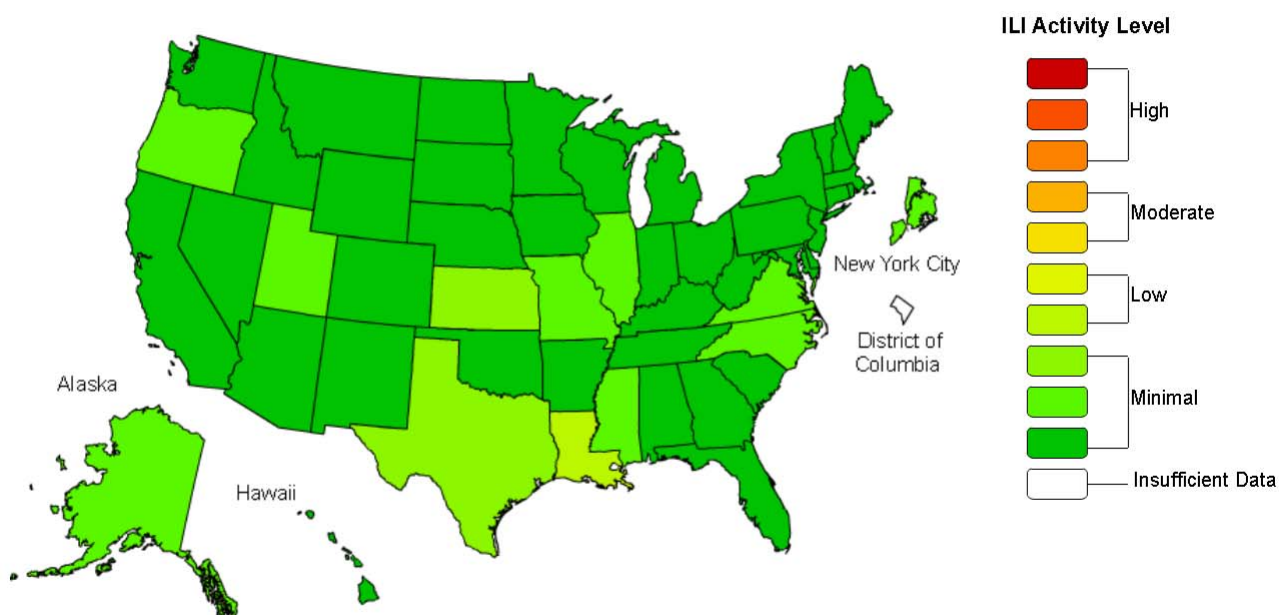 ILI Activity Level
High
Moderate
Low
Minimal
Insufficient Data
New York City
District of
Columbia
Alaska
Hawaii